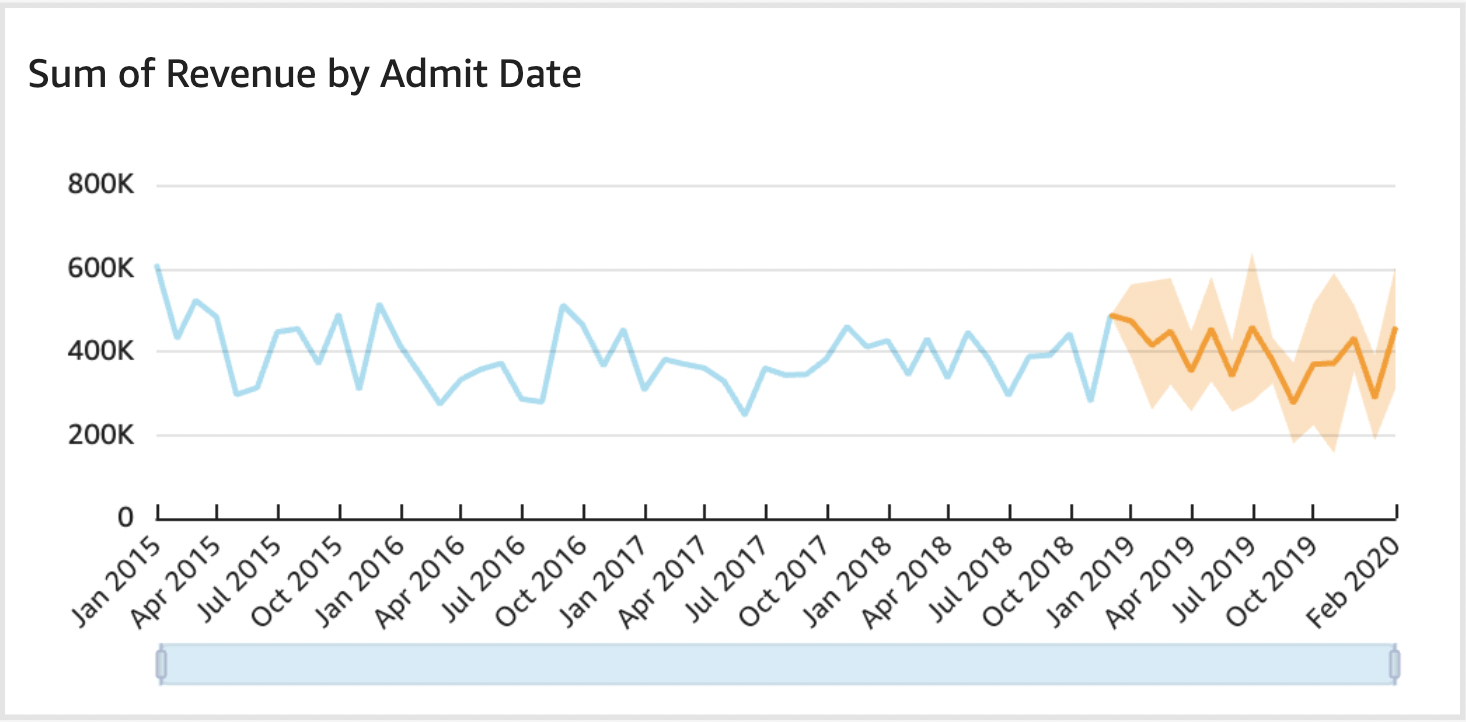 Sum of Revenue by Admit Date
800K
600K
400K
200K
0
Jan 2015
Apr 2015
Jul 2015
Oct 2015
Jan 2016
Apr 2016
Jul 2016
Oct 2016
Jan 2017
Apr 2017
Jul 2017
Oct 2017
Jan 2018
Apr 2018
Jul 2018
Oct 2018
Jan 2019
Apr 2019
Jul 2019
Oct 2019
Feb 2020